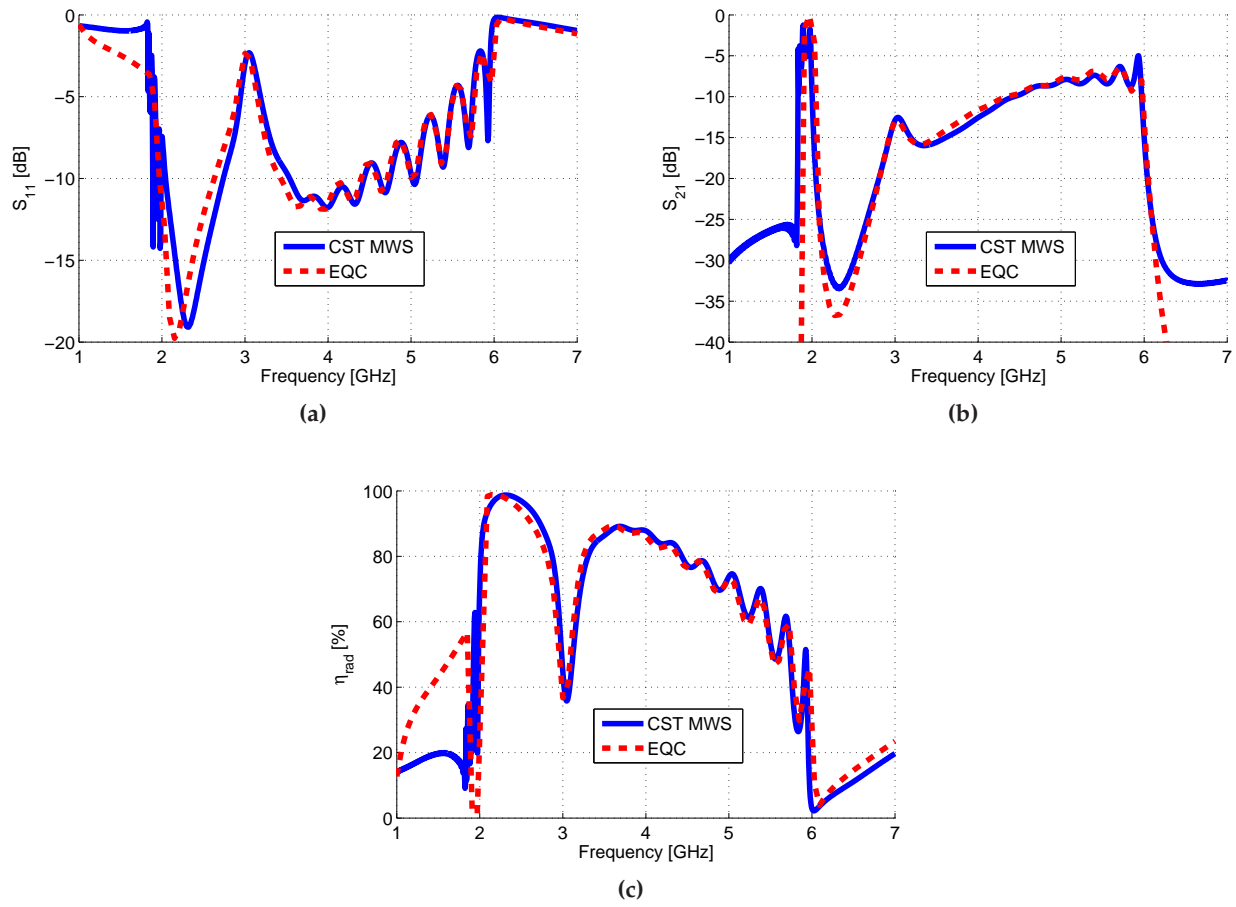 0
−5
−10
−15
−20
S11 [dB]
1 2 3 4 5 6 7
Frequency [GHz]
CST MWS
EQC
(a)
0
−5
−10
−15
−20
−25
−30
−35
−40
S21 [dB]
1 2 3 4 5 6 7
Frequency [GHz]
CST MWS
EQC
(b)
100
80
60
40
20
0
ηrad [%]
1 2 3 4 5 6 7
Frequency [GHz]
CST MWS
EQC
(c)